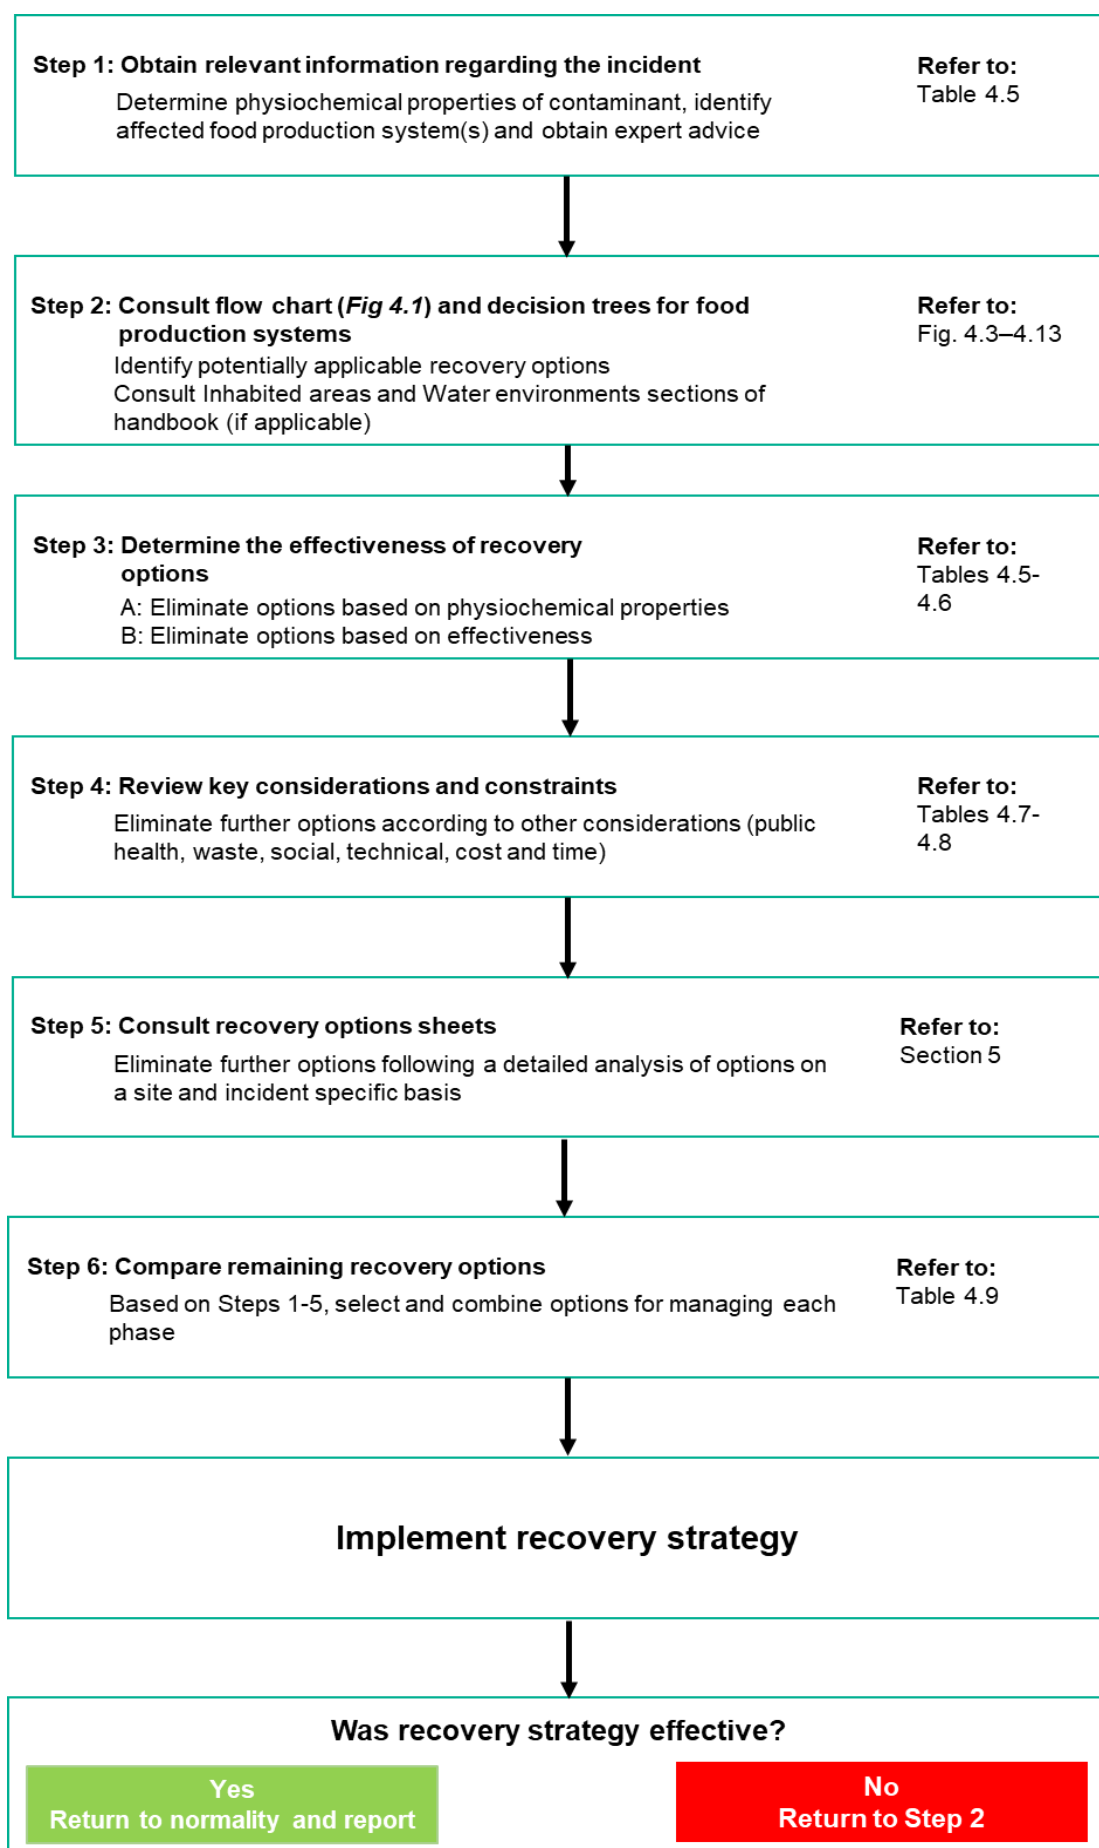 Step 1: Obtain relevant information regarding the incident
Determine physiochemical properties of contaminant, identify
affected food production system(s) and obtain expert advice
Refer to:
Table 4.5
Step 2: Consult flow chart (Fig 4.1) and decision trees for food
production systems
Identify potentially applicable recovery options
Consult Inhabited areas and Water environments sections of
handbook (if applicable)
Refer to:
Fig. 4.3–4.13
Step 3: Determine the effectiveness of recovery
options
A: Eliminate options based on physiochemical properties
B: Eliminate options based on effectiveness
Refer to:
Tables 4.5-
4.6
Step 4: Review key considerations and constraints
Eliminate further options according to other considerations (public
health, waste, social, technical, cost and time)
Refer to:
Tables 4.7-
4.8
Step 5: Consult recovery options sheets
Eliminate further options following a detailed analysis of options on
a site and incident specific basis
Refer to:
Section 5
Step 6: Compare remaining recovery options
Based on Steps 1-5, select and combine options for managing each
phase
Refer to:
Table 4.9
Implement recovery strategy
Was recovery strategy effective?
Yes
Return to normality and report
No
Return to Step 2